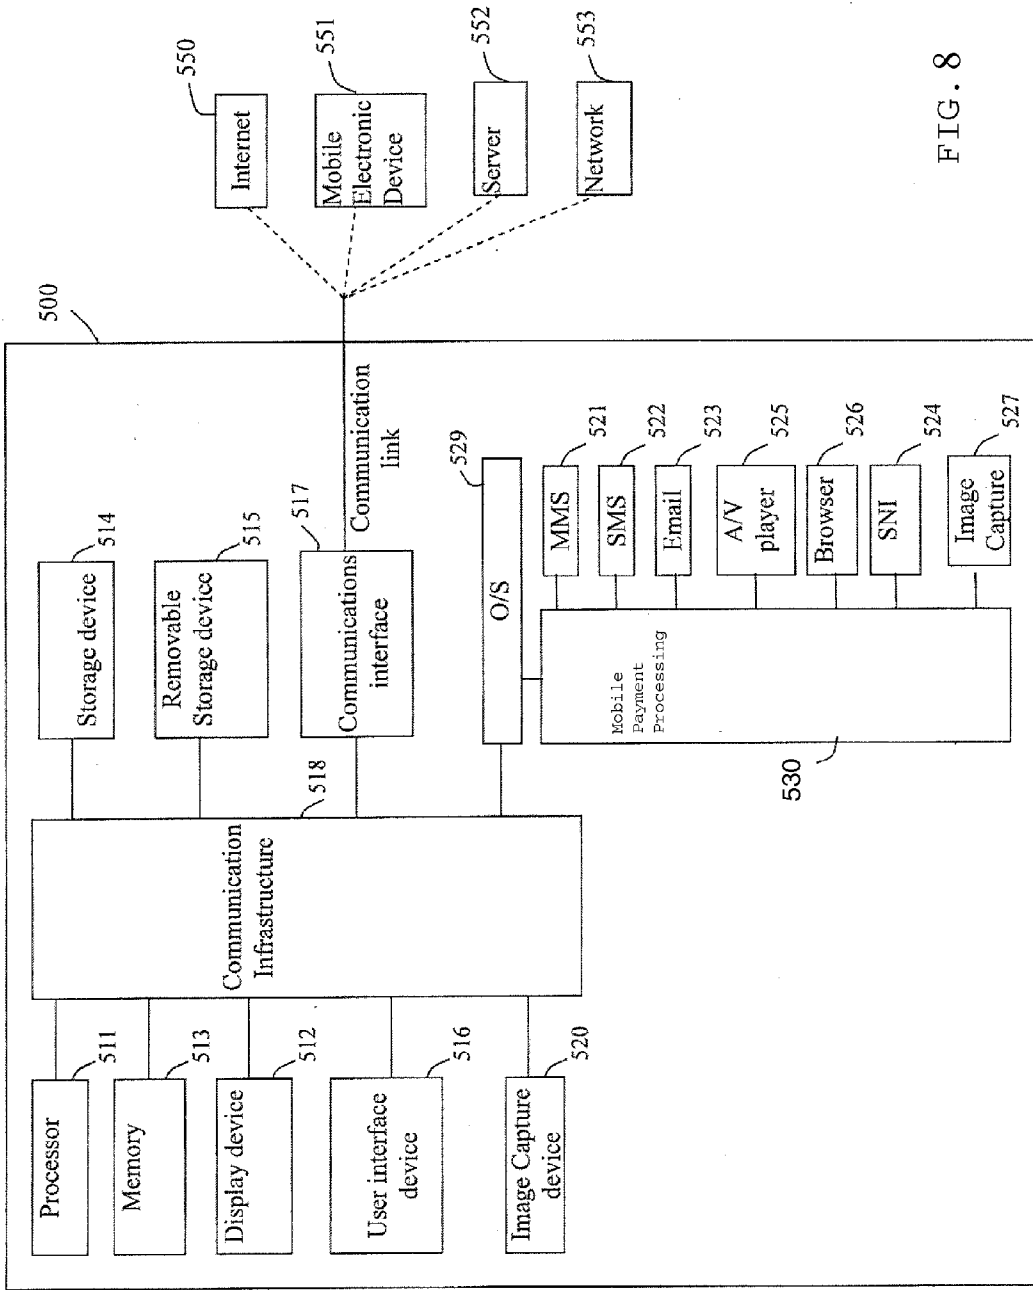 500
Processor
511
Memory
513
Display device
512
User interface
device
516
Image Capture
device
520
Communication
Infrastructure
518
Storage device
514
Removable
Storage device
515
Communications
interface
517
Communication
link
O/S
529
Mobile
Payment
Processing
530
MMS
521
SMS
522
Email
523
A/V
player
525
Browser
526
SNI
524
Image
Capture
527
Internet
550
Mobile
Electronic
Device
551
Server
552
Network
553
FIG. 8